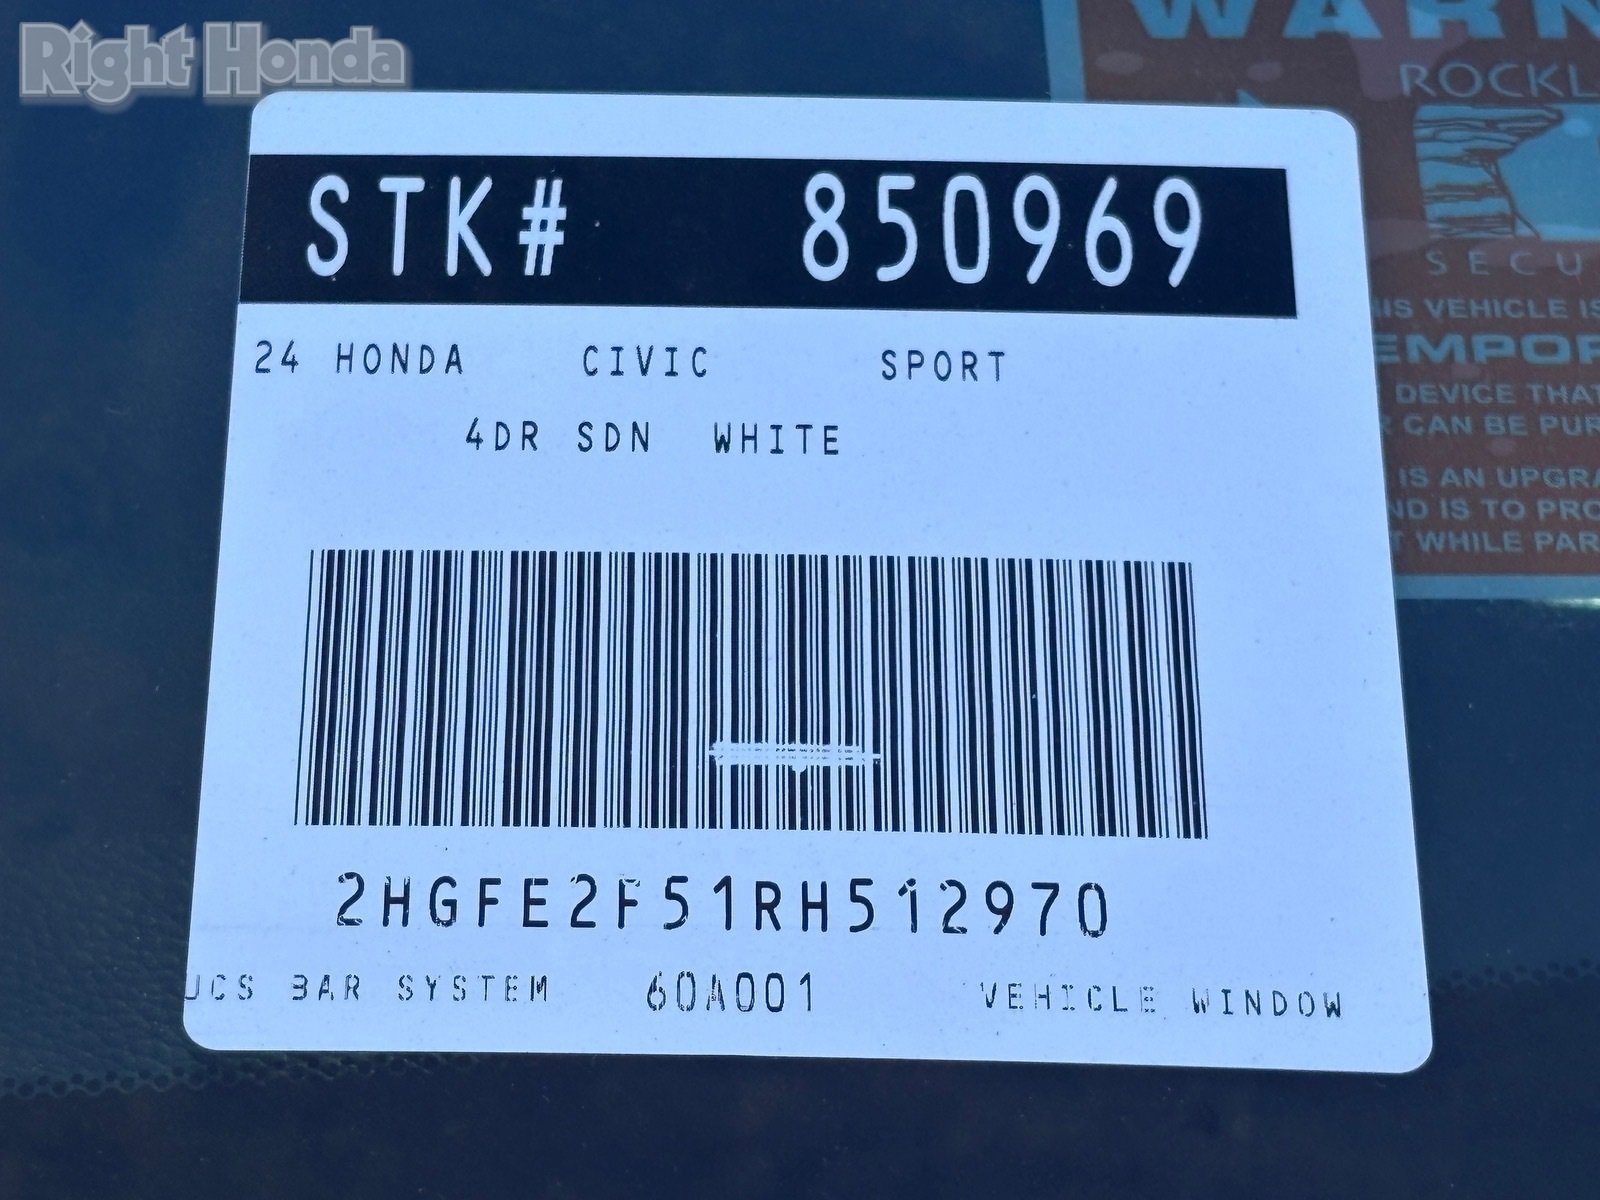 Right Honda
STK# 850969
24 HONDA CIVIC SPORT
4DR SDN WHITE
2HGFE2F51RH512970
UCS BAR SYSTEM 60A001 VEHICLE WINDOW
WARN
ROCKL
SECU
IS VEHICLE IS
EMPOR
DEVICE THAT
CAN BE PUR
IS AN UPGRA
ND IS TO PRO
T WHILE PAR